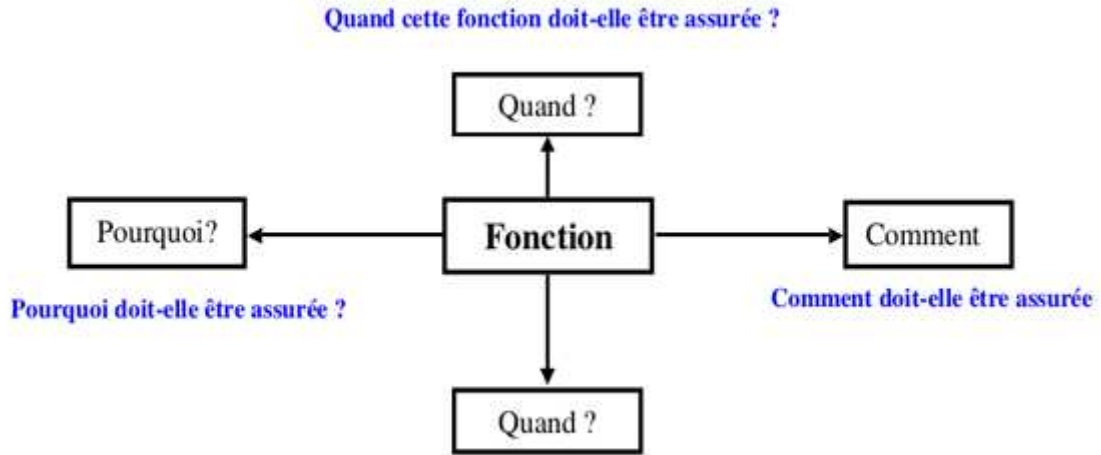 Quand cette fonction doit-elle être assurée ?
Quand ?
Pourquoi?
Fonction
Comment
Pourquoi doit-elle être assurée ?
Comment doit-elle être assurée
Quand ?